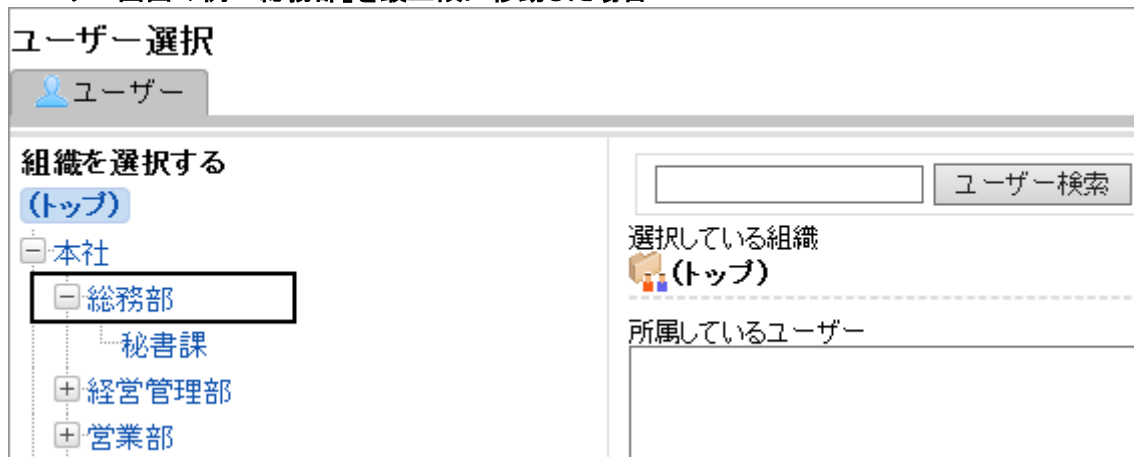 ユーザー選択
ユーザー
組織を選択する
(トップ)
本社
総務部
秘書課
経営管理部
営業部
ユーザー検索
選択している組織
(トップ)
所属しているユーザー